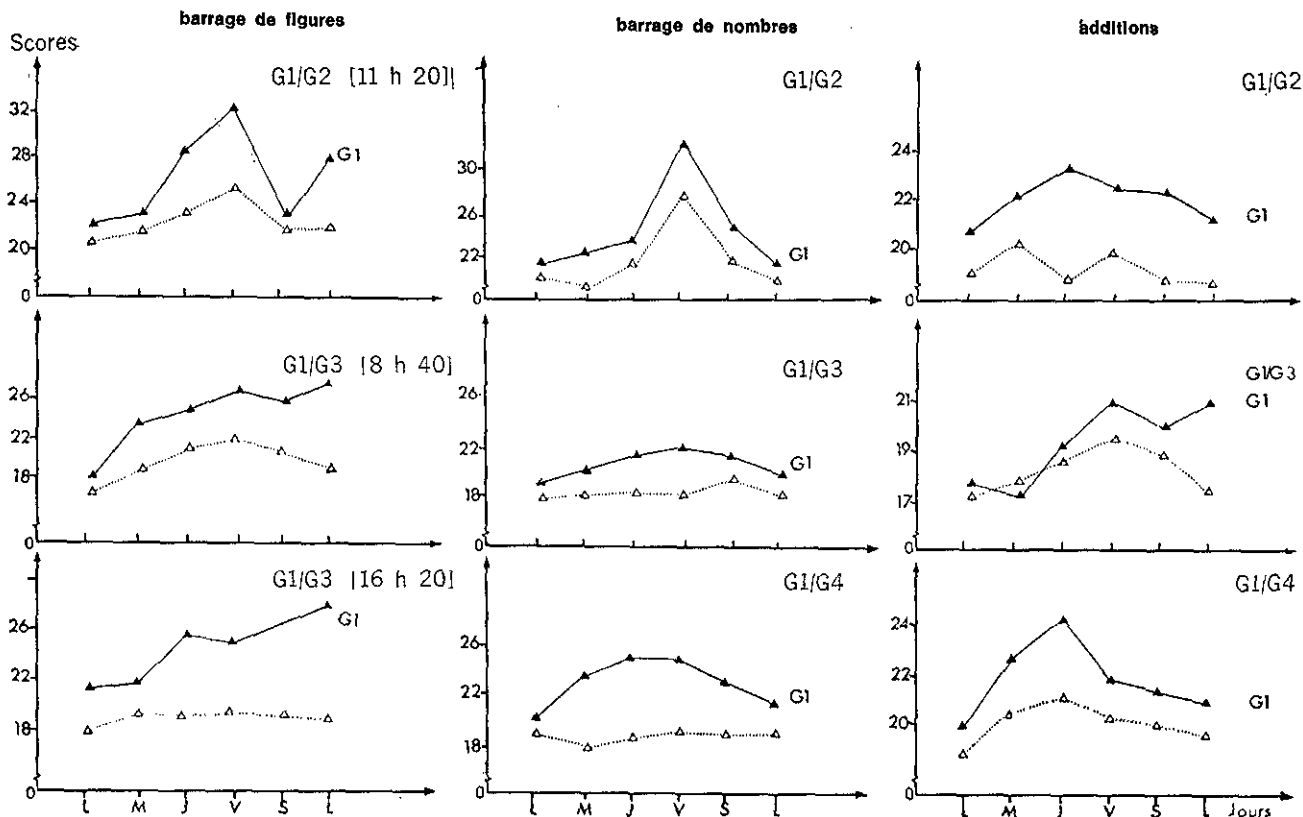 barrage de figures
barrage de nombres
additions
Scores
G1/G2 [11 h 20]
G1/G2
G1/G2
32
28
24
20
0
G1
30
26
22
0
G1
24
22
20
0
G1
G1/G3 [8 h 40]
G1/G3
G1/G3
26
22
18
0
26
22
18
0
G1
21
19
17
0
G1
G1/G3 [16 h 20]
G1/G4
G1/G4
26
22
18
0
G1
26
22
18
0
G1
24
22
20
0
G1
L M J V S L
L M J V S L
L M J V S L Jours